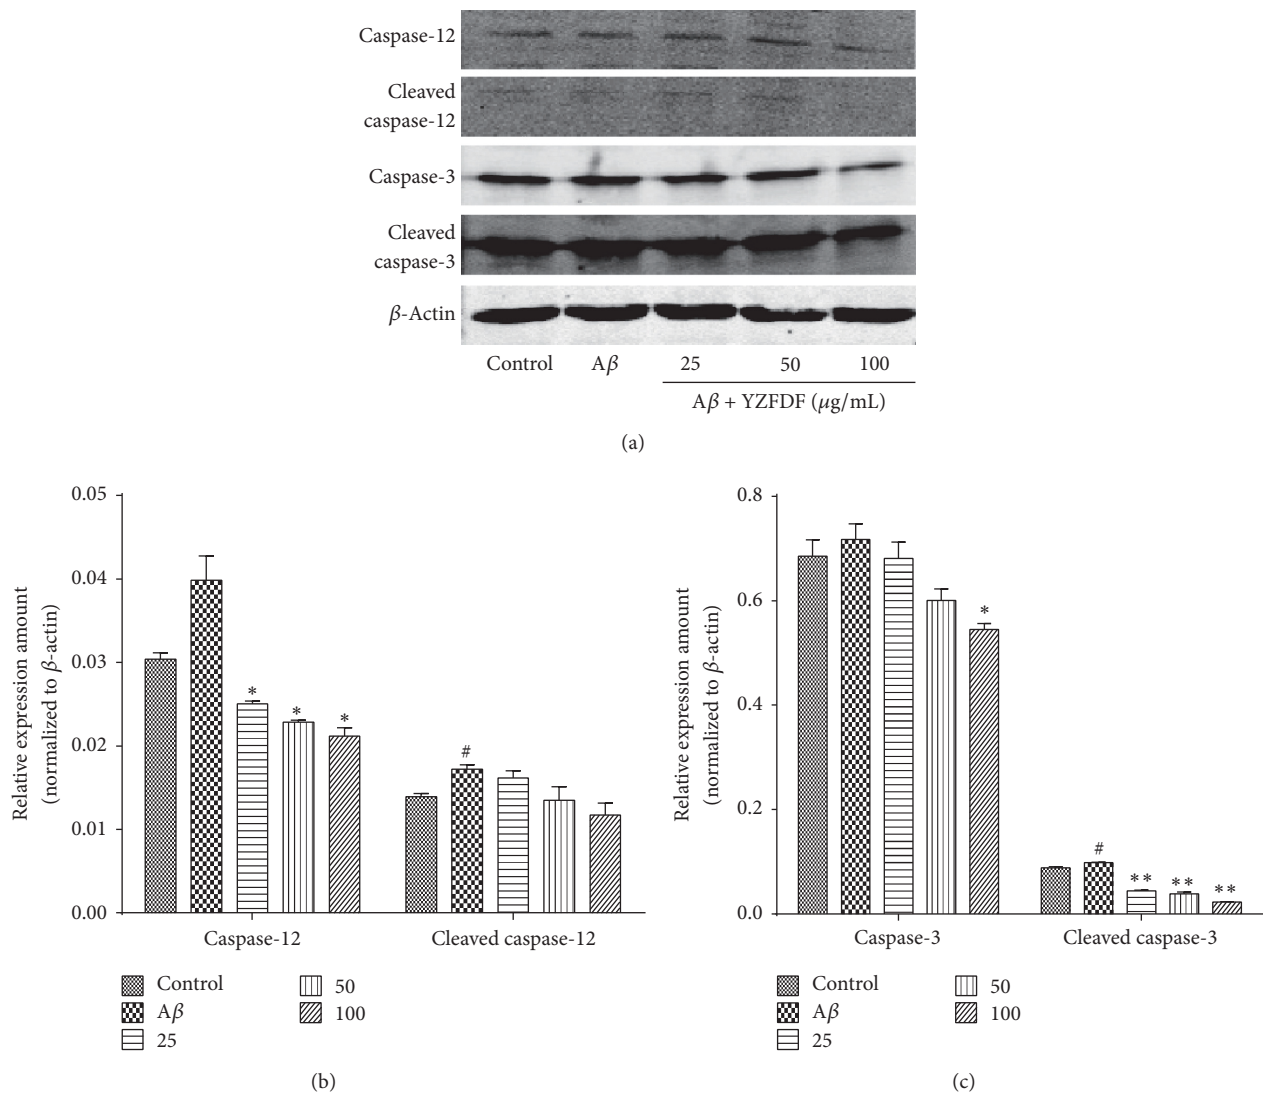 Caspase-12
Cleaved
caspase-12
Caspase-3
Cleaved
caspase-3
β-Actin
Control Aβ 25 50 100
Aβ + YZFDF (μg/mL)
(a)
Relative expression amount
(normalized to β-actin)
0.05
0.04
0.03
0.02
0.01
0.00
* * *
#
Caspase-12 Cleaved caspase-12
Control 50
Aβ 100
25
(b)
Relative expression amount
(normalized to β-actin)
0.8
0.6
0.4
0.2
0.0
*
#
** ** **
Caspase-3 Cleaved caspase-3
Control 50
Aβ 100
25
(c)